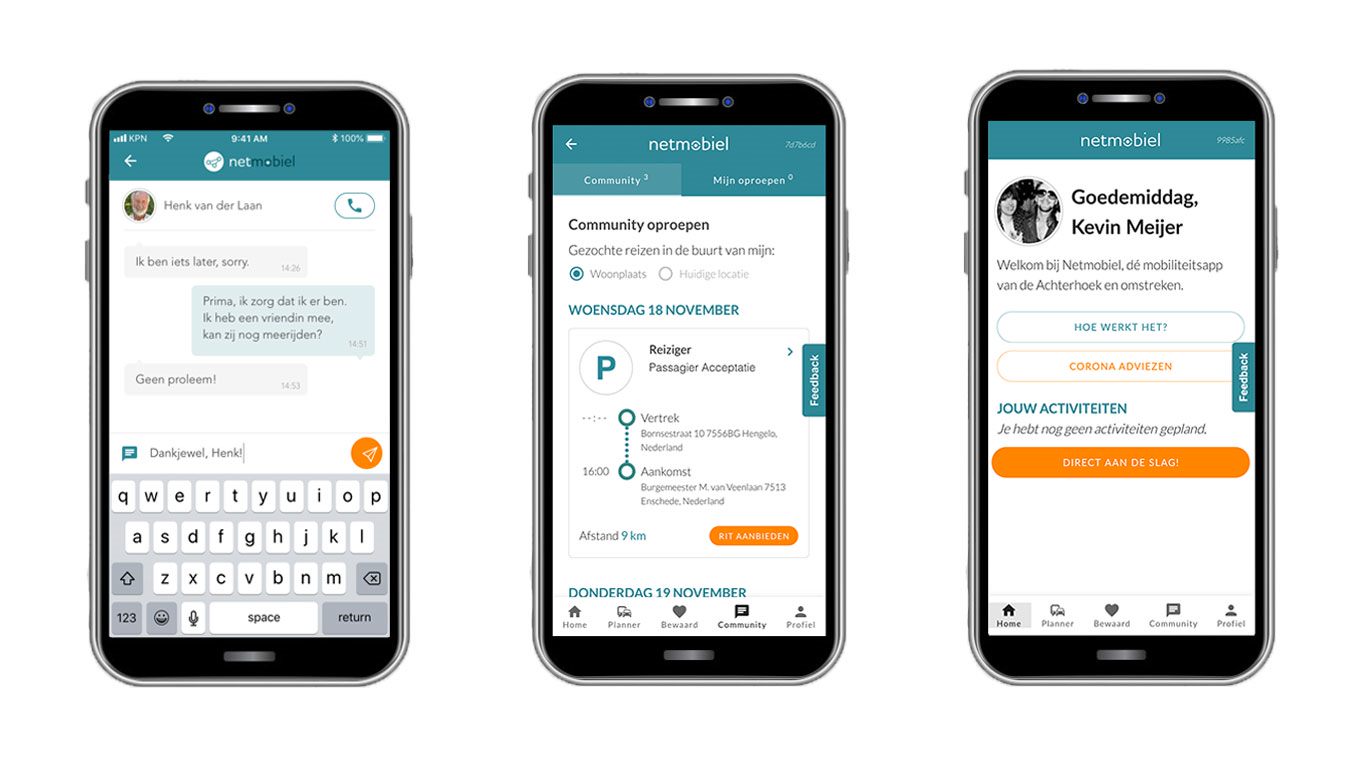 KPN 9:41 AM 100%
netmobiel
Henk van der Laan
Ik ben iets later, sorry. 14:26
Prima, ik zorg dat ik er ben.
Ik heb een vriendin mee,
kan zij nog meerijden?
14:51
Geen proleem! 14:53
Dankjewel, Henk!
q w e r t y u i o p
a s d f g h j k l
z x c v b n m
123 space return
netmobiel 7d7b6cd
Community 3 Mijn oproepen 0
Community oproepen
Gezochte reizen in de buurt van mijn:
Woonplaats Huidige locatie
WOENSDAG 18 NOVEMBER
P
Reiziger
Passagier Acceptatie
Feedback
--:-- Vertrek
Bornsestraat 10 7556BG Hengelo,
Nederland
16:00 Aankomst
Burgemeester M. van Veenlaan 7513
Enschede, Nederland
Afstand 9 km RIT AANBIEDEN
DONDERDAG 19 NOVEMBER
Home Planner Bewaard Community Profiel
netmobiel 9985afc
Goedemiddag,
Kevin Meijer
Welkom bij Netmobiel, dé mobiliteitsapp
van de Achterhoek en omstreken.
HOE WERKT HET?
CORONA ADVIEZEN
Feedback
JOUW ACTIVITEITEN
Je hebt nog geen activiteiten gepland.
DIRECT AAN DE SLAG!
Home Planner Bewaard Community Profiel